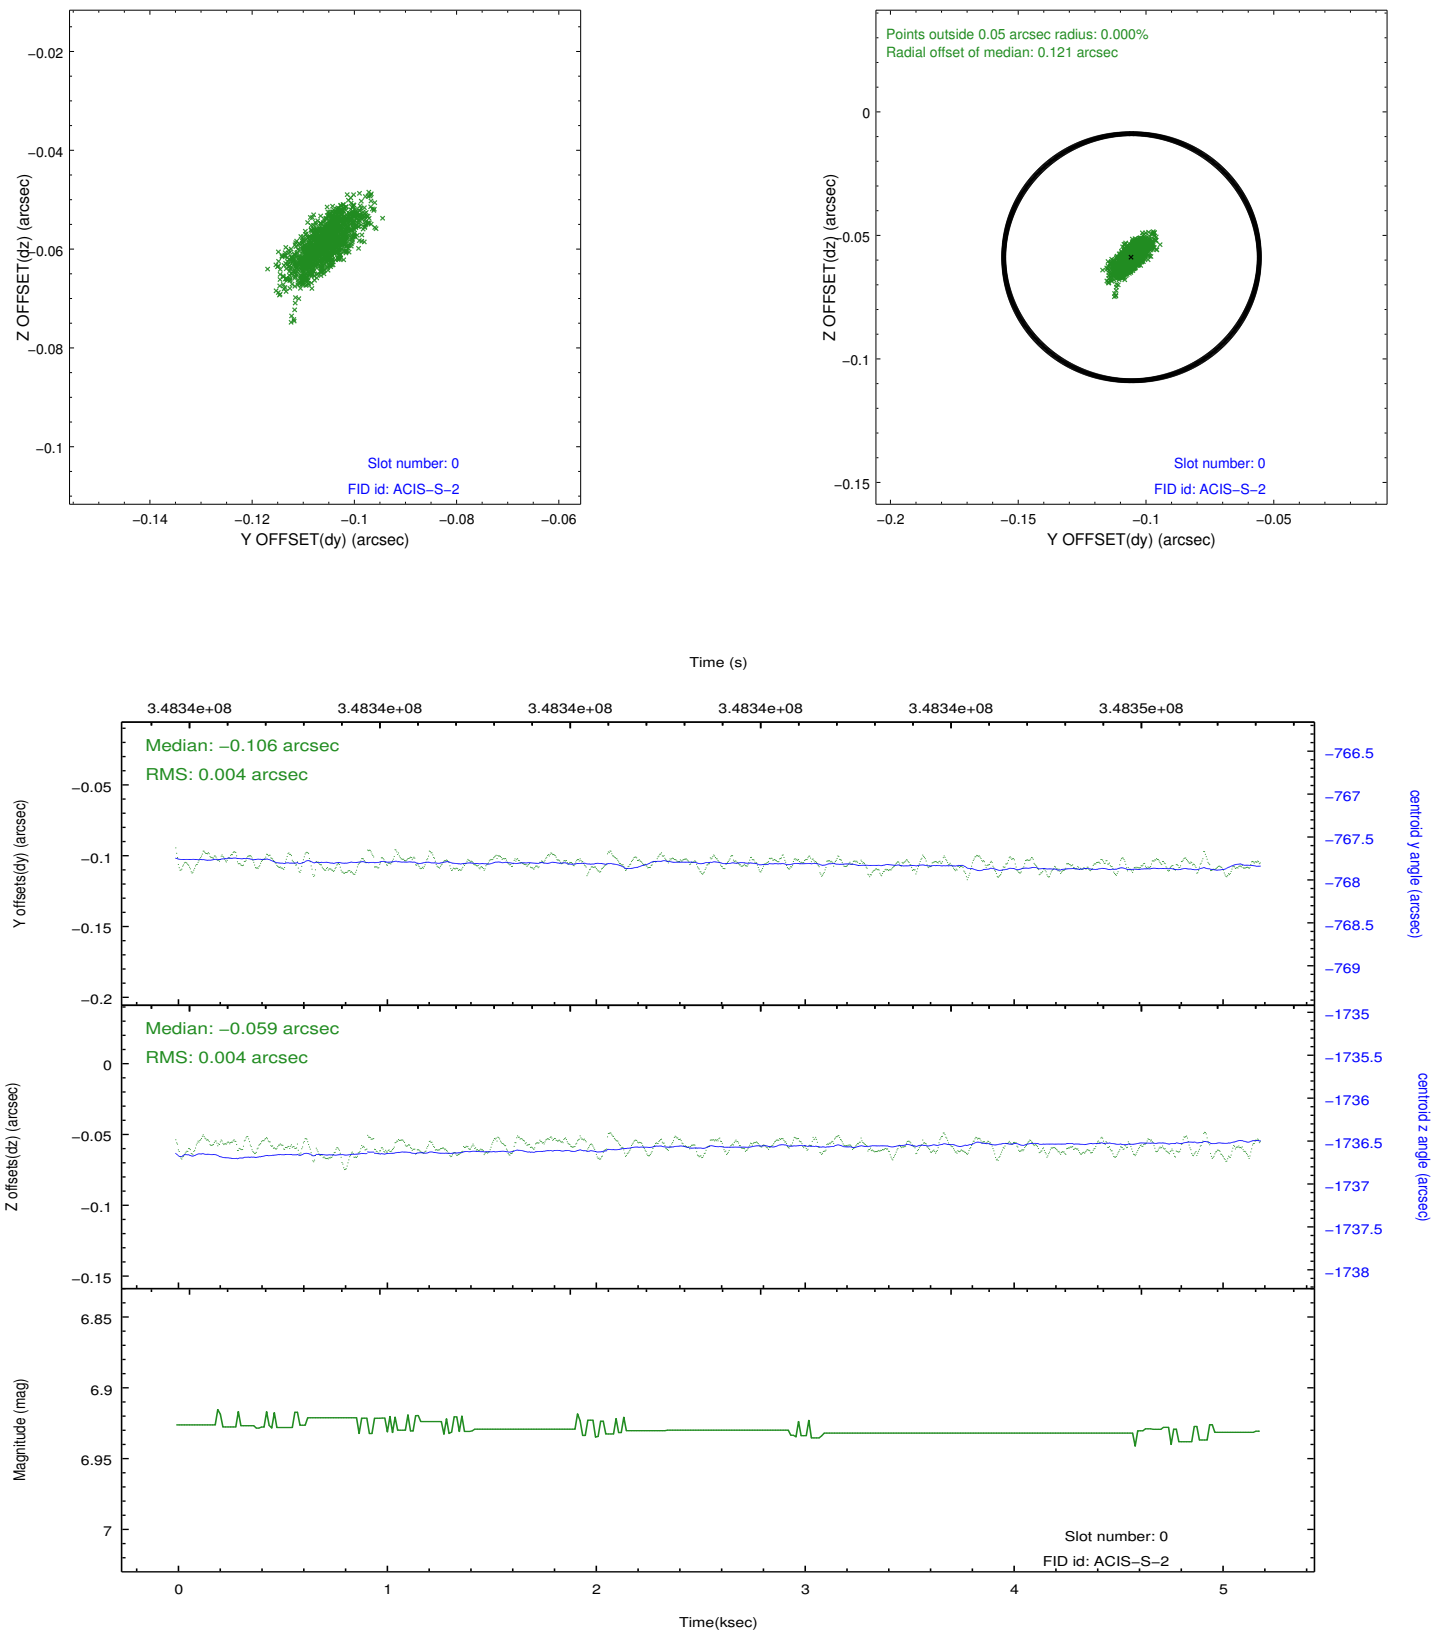 −0.02
−0.04
−0.06
−0.08
−0.1
Z OFFSET(dz) (arcsec)
Slot number: 0
FID id: ACIS−S−2
−0.14 −0.12 −0.1 −0.08 −0.06
Y OFFSET(dy) (arcsec)
Points outside 0.05 arcsec radius: 0.000%
Radial offset of median: 0.121 arcsec
0
−0.05
−0.1
−0.15
Z OFFSET(dz) (arcsec)
Slot number: 0
FID id: ACIS−S−2
−0.2 −0.15 −0.1 −0.05
Y OFFSET(dy) (arcsec)
Time (s)
3.4834e+08 3.4834e+08 3.4834e+08 3.4834e+08 3.4834e+08 3.4835e+08
Median: −0.106 arcsec
RMS: 0.004 arcsec
−0.05
−0.1
−0.15
−0.2
Y offsets(dy) (arcsec)
−766.5
−767
−767.5
−768
−768.5
−769
centroid y angle (arcsec)
Median: −0.059 arcsec
RMS: 0.004 arcsec
0
−0.05
−0.1
−0.15
Z offsets(dz) (arcsec)
−1735
−1735.5
−1736
−1736.5
−1737
−1737.5
−1738
centroid z angle (arcsec)
6.85
6.9
6.95
7
Magnitude (mag)
Slot number: 0
FID id: ACIS−S−2
0 1 2 3 4 5
Time(ksec)